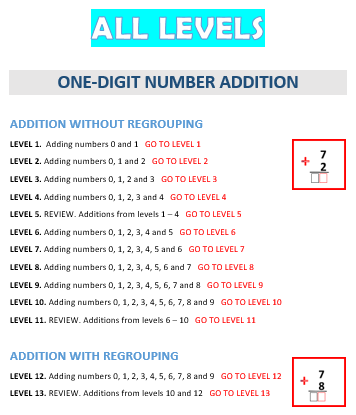 ALL LEVELS
ONE-DIGIT NUMBER ADDITION
ADDITION WITHOUT REGROUPING
LEVEL 1. Adding numbers 0 and 1 GO TO LEVEL 1
LEVEL 2. Adding numbers 0, 1 and 2 GO TO LEVEL 2
LEVEL 3. Adding numbers 0, 1, 2 and 3 GO TO LEVEL 3
LEVEL 4. Adding numbers 0, 1, 2, 3 and 4 GO TO LEVEL 4
LEVEL 5. REVIEW. Additions from levels 1 – 4 GO TO LEVEL 5
LEVEL 6. Adding numbers 0, 1, 2, 3, 4 and 5 GO TO LEVEL 6
LEVEL 7. Adding numbers 0, 1, 2, 3, 4, 5 and 6 GO TO LEVEL 7
LEVEL 8. Adding numbers 0, 1, 2, 3, 4, 5, 6 and 7 GO TO LEVEL 8
LEVEL 9. Adding numbers 0, 1, 2, 3, 4, 5, 6, 7 and 8 GO TO LEVEL 9
LEVEL 10. Adding numbers 0, 1, 2, 3, 4, 5, 6, 7, 8 and 9 GO TO LEVEL 10
LEVEL 11. REVIEW. Additions from levels 6 – 10 GO TO LEVEL 11
7
+ 2
ADDITION WITH REGROUPING
LEVEL 12. Adding numbers 0, 1, 2, 3, 4, 5, 6, 7, 8 and 9 GO TO LEVEL 12
LEVEL 13. REVIEW. Additions from levels 10 and 12 GO TO LEVEL 13
7
+ 8